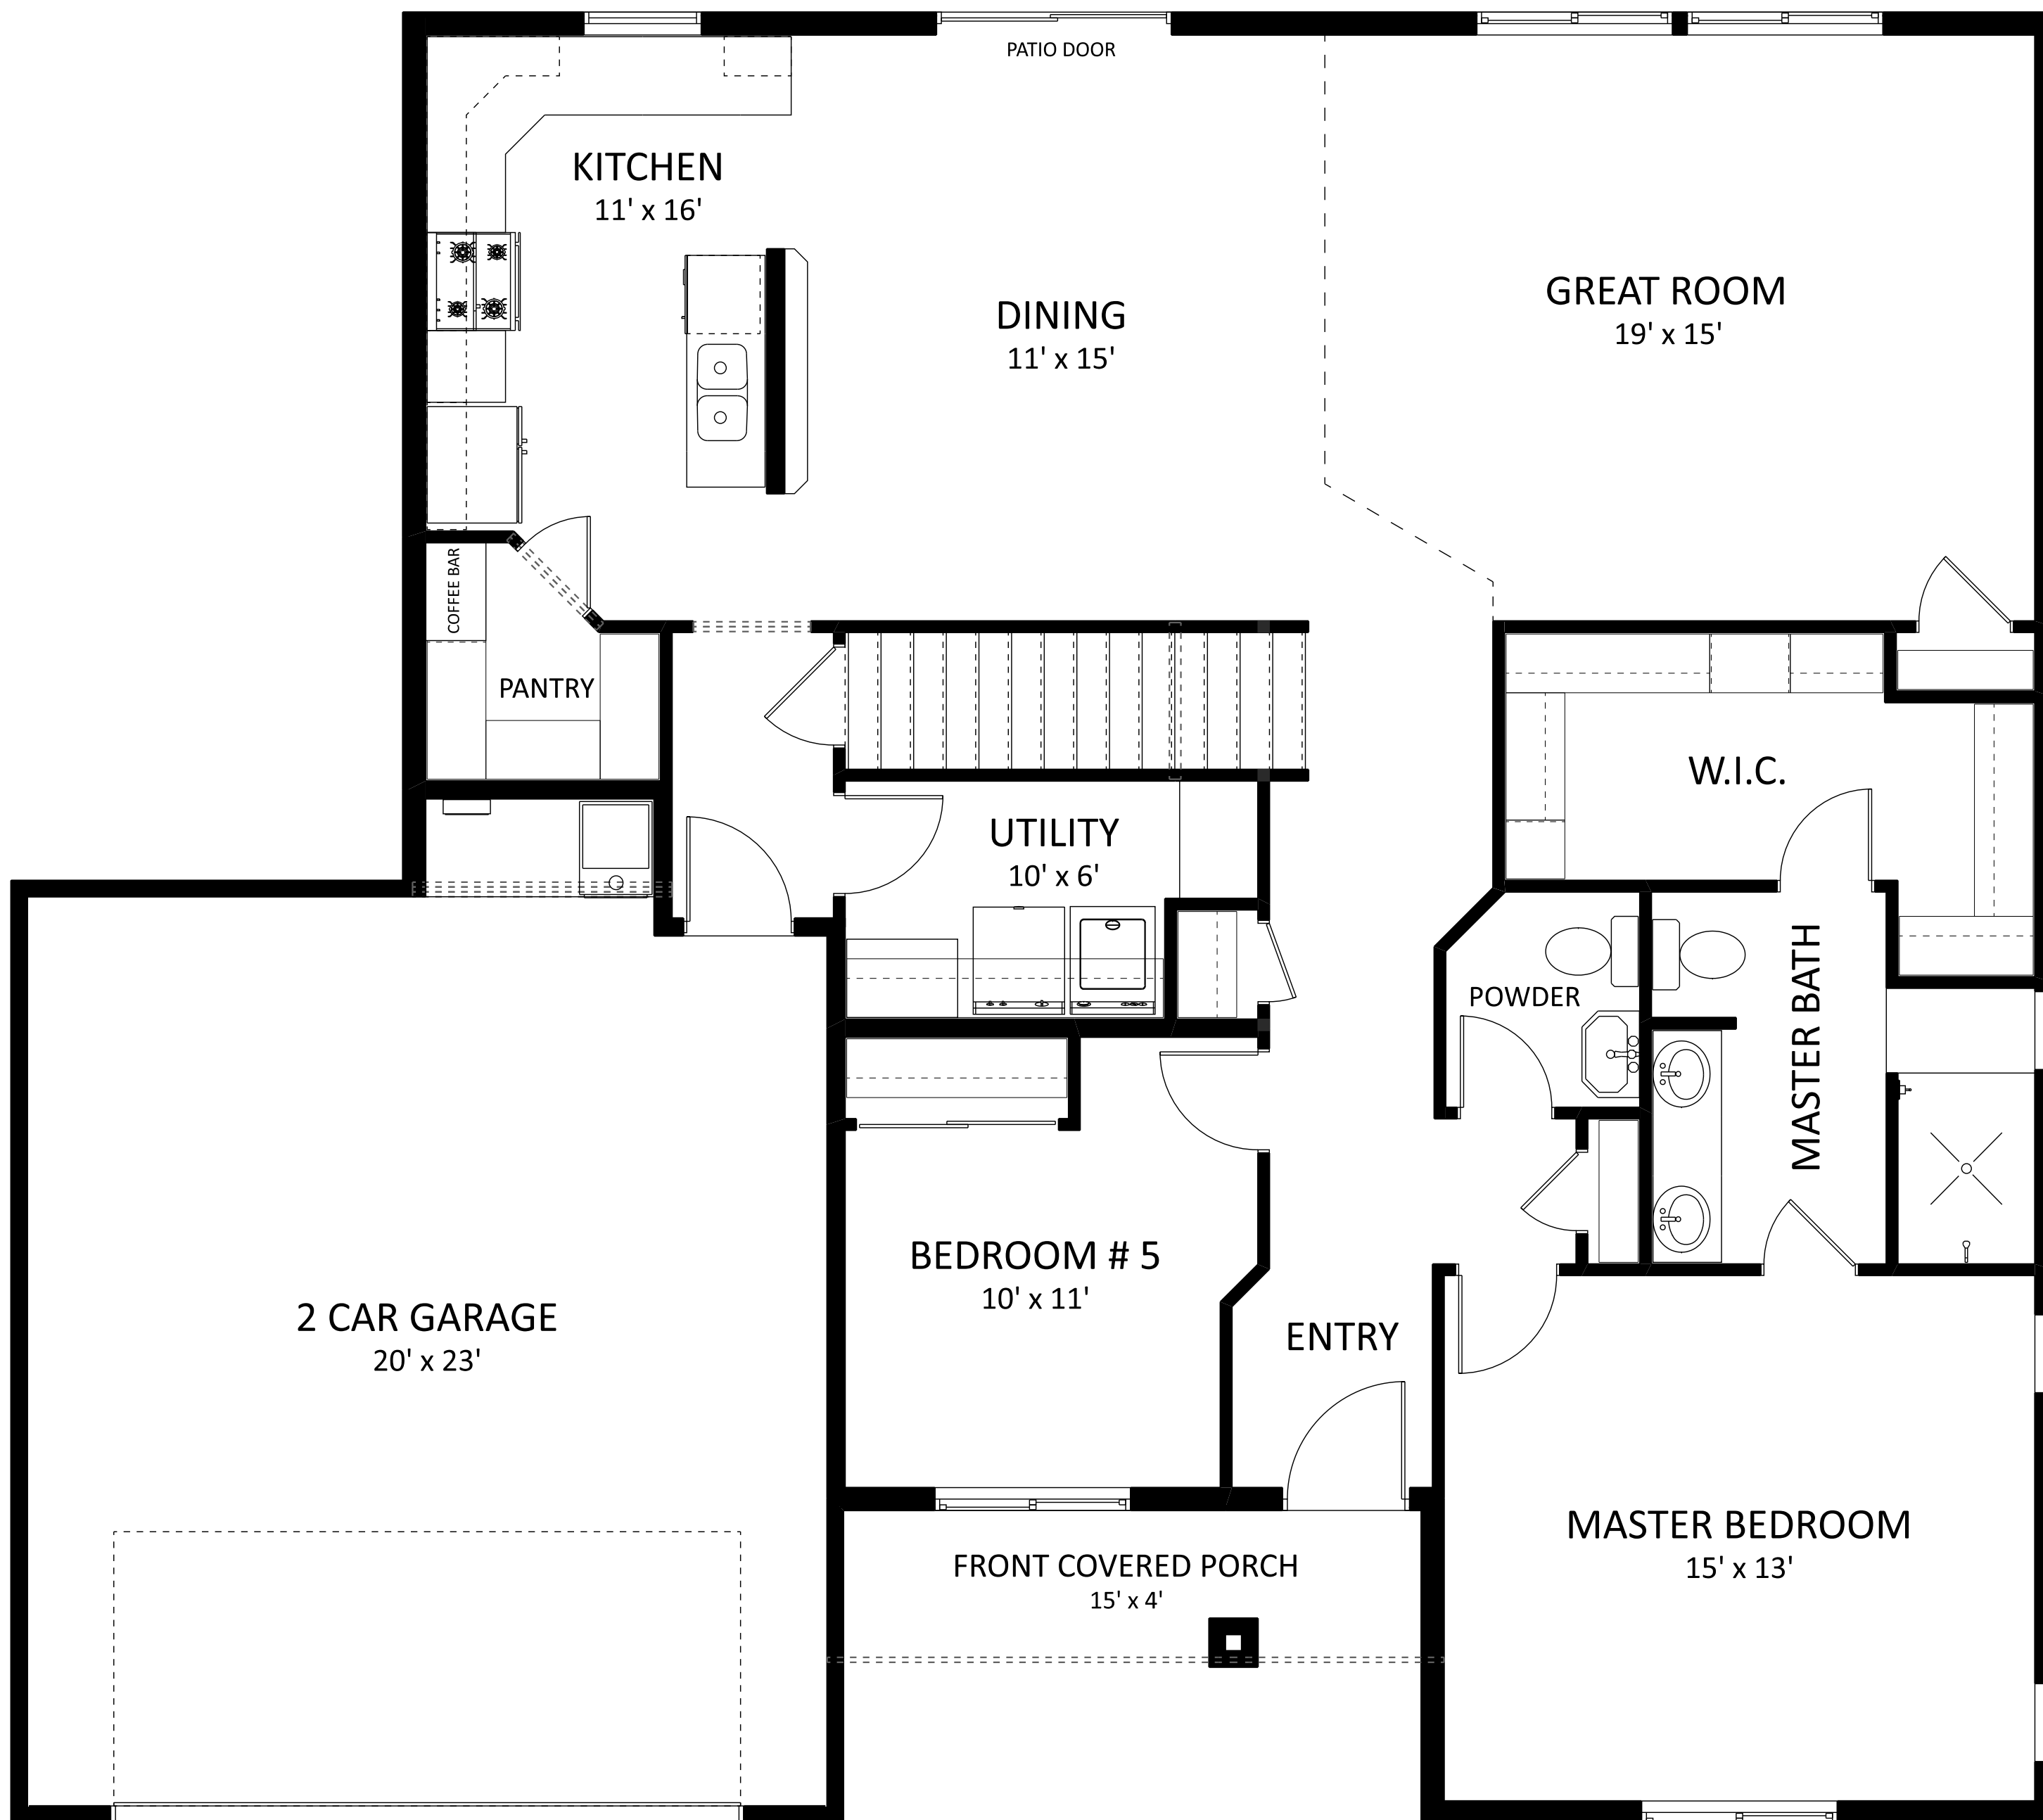 PATIO DOOR
KITCHEN
11' x 16'
DINING
11' x 15'
GREAT ROOM
19' x 15'
COFFEE BAR
PANTRY
UTILITY
10' x 6'
W.I.C.
POWDER
MASTER BATH
BEDROOM # 5
10' x 11'
2 CAR GARAGE
20' x 23'
ENTRY
MASTER BEDROOM
15' x 13'
FRONT COVERED PORCH
15' x 4'